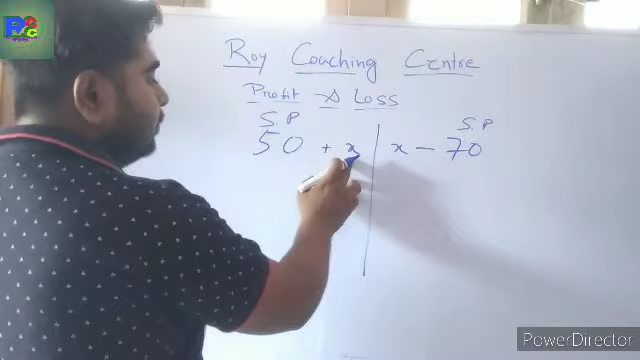 Roy Coaching Centre
Profit & Loss
S.P S.P
50 + x x - 70
PowerDirector